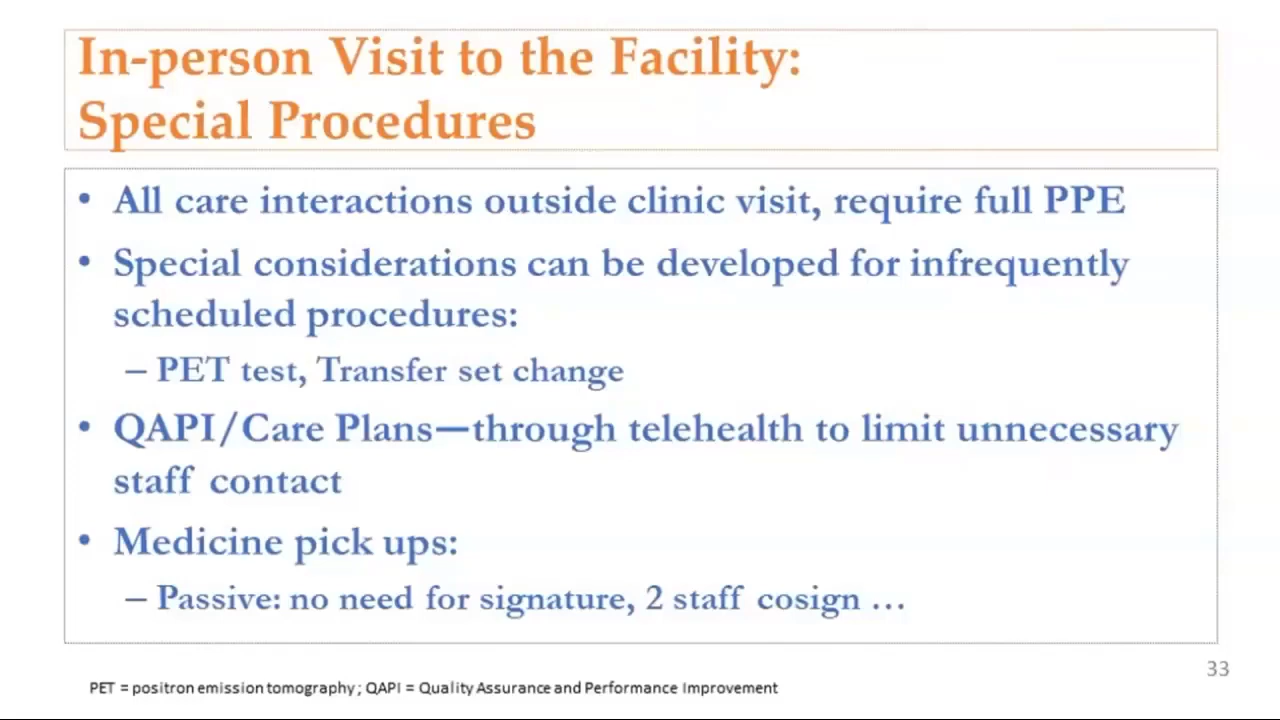 In-person Visit to the Facility:
Special Procedures
• All care interactions outside clinic visit, require full PPE
• Special considerations can be developed for infrequently
scheduled procedures:
– PET test, Transfer set change
• QAPI/Care Plans—through telehealth to limit unnecessary
staff contact
• Medicine pick ups:
– Passive: no need for signature, 2 staff cosign …
33
PET = positron emission tomography; QAPI = Quality Assurance and Performance Improvement